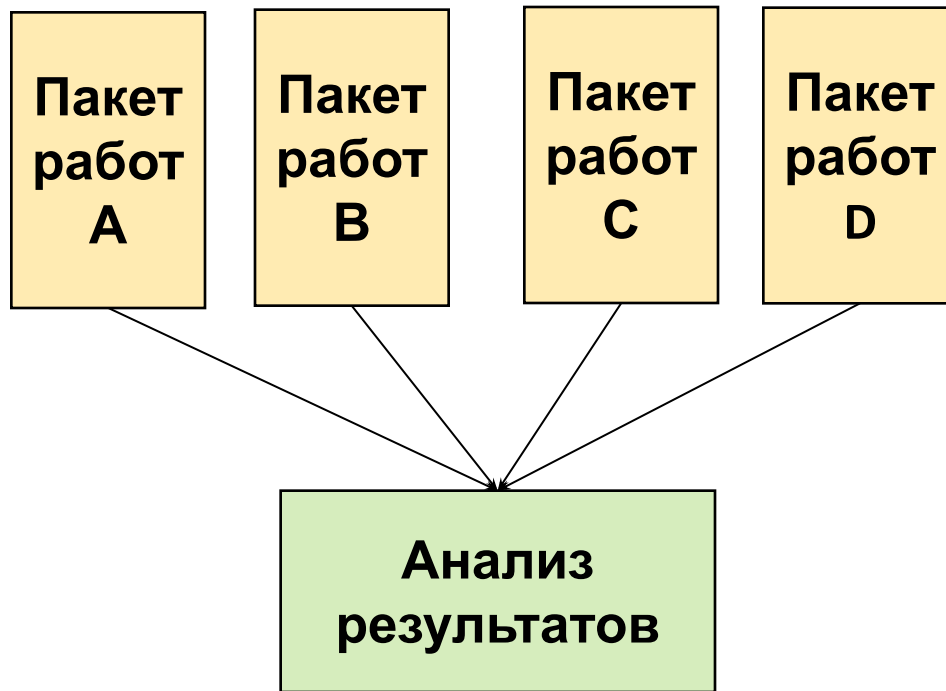 Пакет
работ
A
Пакет
работ
B
Пакет
работ
C
Пакет
работ
D
Анализ
результатов